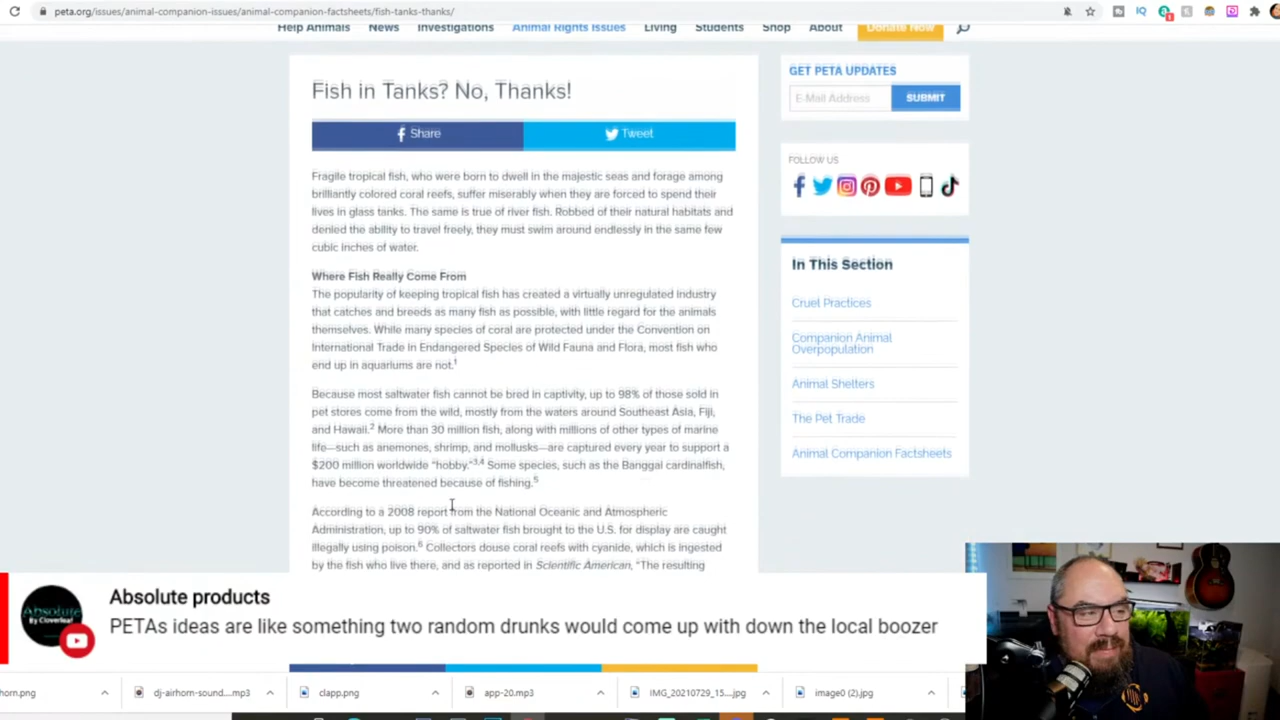 peta.org/issues/animal-companion-issues/animal-companion-factsheets/fish-tanks-thanks/
Help Animals News Investigations Animal Rights Issues Living Students Shop About Donate Now
Fish in Tanks? No, Thanks!
Share Tweet
Fragile tropical fish, who were born to dwell in the majestic seas and forage among
brilliantly colored coral reefs, suffer miserably when they are forced to spend their
lives in glass tanks. The same is true of river fish. Robbed of their natural habitats and
denied the ability to travel freely, they must swim around endlessly in the same few
cubic inches of water.
Where Fish Really Come From
The popularity of keeping tropical fish has created a virtually unregulated industry
that catches and breeds as many fish as possible, with little regard for the animals
themselves. While many species of coral are protected under the Convention on
International Trade in Endangered Species of Wild Fauna and Flora, most fish who
end up in aquariums are not.1
Because most saltwater fish cannot be bred in captivity, up to 98% of those sold in
pet stores come from the wild, mostly from the waters around Southeast Asia, Fiji,
and Hawaii.2 More than 30 million fish, along with millions of other types of marine
life—such as anemones, shrimp, and mollusks—are captured every year to support a
$200 million worldwide "hobby."3,4 Some species, such as the Banggai cardinalfish,
have become threatened because of fishing.5
According to a 2008 report from the National Oceanic and Atmospheric
Administration, up to 90% of saltwater fish brought to the U.S. for display are caught
illegally using poison.6 Collectors douse coral reefs with cyanide, which is ingested
by the fish who live there, and as reported in Scientific American, "The resulting
GET PETA UPDATES
E-Mail Address SUBMIT
FOLLOW US
In This Section
Cruel Practices
Companion Animal
Overpopulation
Animal Shelters
The Pet Trade
Animal Companion Factsheets
Absolute
By Cloverleaf
Absolute products
PETAs ideas are like something two random drunks would come up with down the local boozer
horn.png dj-airhorn-sound....mp3 clapp.png app-20.mp3 IMG_20210729_15....jpg image0 (2).jpg